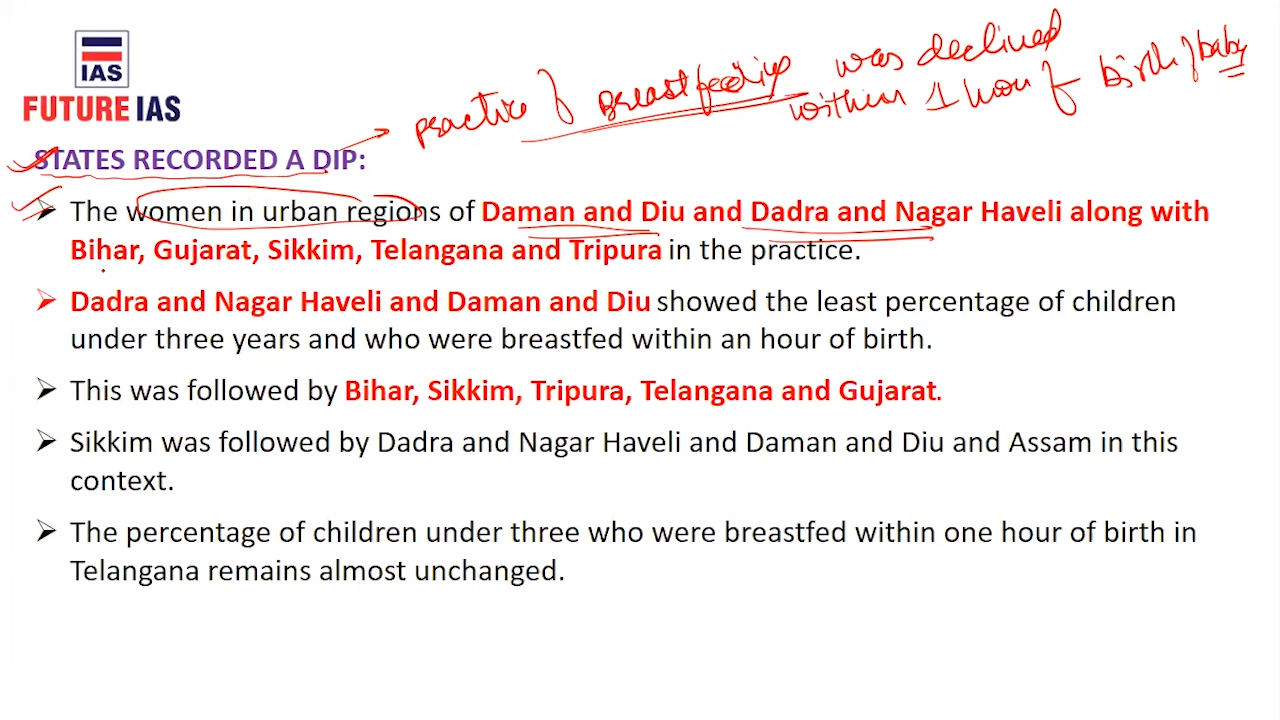 IAS
FUTURE IAS
practice of Breastfeeding was declined
within 1 hour of birth of baby
STATES RECORDED A DIP:
➢ The women in urban regions of Daman and Diu and Dadra and Nagar Haveli along with
Bihar, Gujarat, Sikkim, Telangana and Tripura in the practice.
➢ Dadra and Nagar Haveli and Daman and Diu showed the least percentage of children
under three years and who were breastfed within an hour of birth.
➢ This was followed by Bihar, Sikkim, Tripura, Telangana and Gujarat.
➢ Sikkim was followed by Dadra and Nagar Haveli and Daman and Diu and Assam in this
context.
➢ The percentage of children under three who were breastfed within one hour of birth in
Telangana remains almost unchanged.